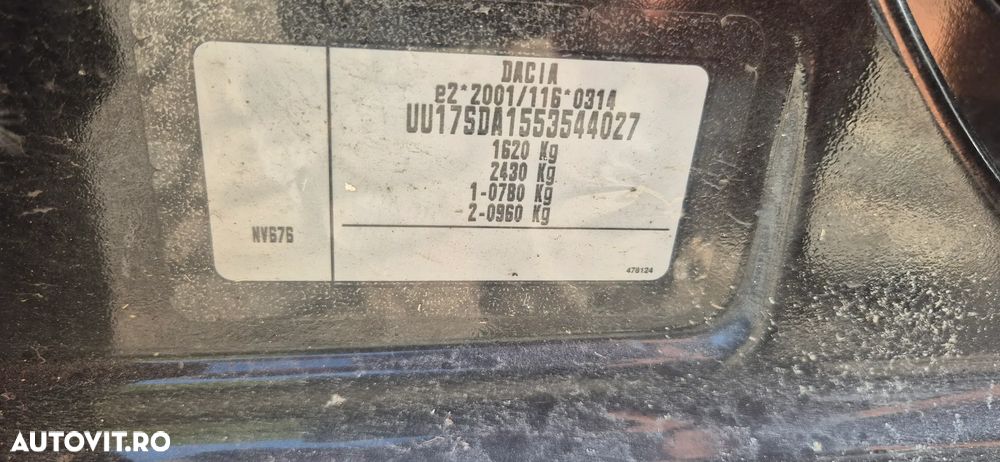 DACIA
e2*2001/116*0314
UU17SDA1553544027
1620 Kg
2430 Kg
1-0780 Kg
2-0960 Kg
NV676
478124
AUTOVIT.RO